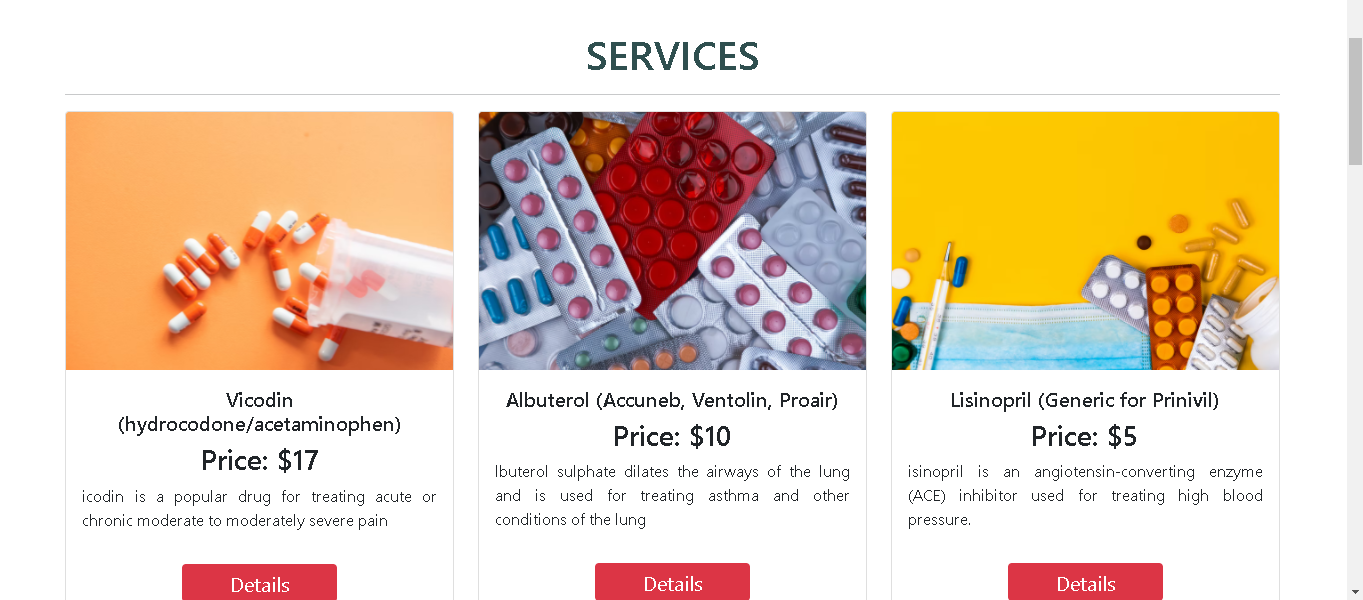 SERVICES
Vicodin
(hydrocodone/acetaminophen)
Price: $17
icodin is a popular drug for treating acute or
chronic moderate to moderately severe pain
Details
Albuterol (Accuneb, Ventolin, Proair)
Price: $10
lbuterol sulphate dilates the airways of the lung
and is used for treating asthma and other
conditions of the lung
Details
Lisinopril (Generic for Prinivil)
Price: $5
isinopril is an angiotensin-converting enzyme
(ACE) inhibitor used for treating high blood
pressure.
Details